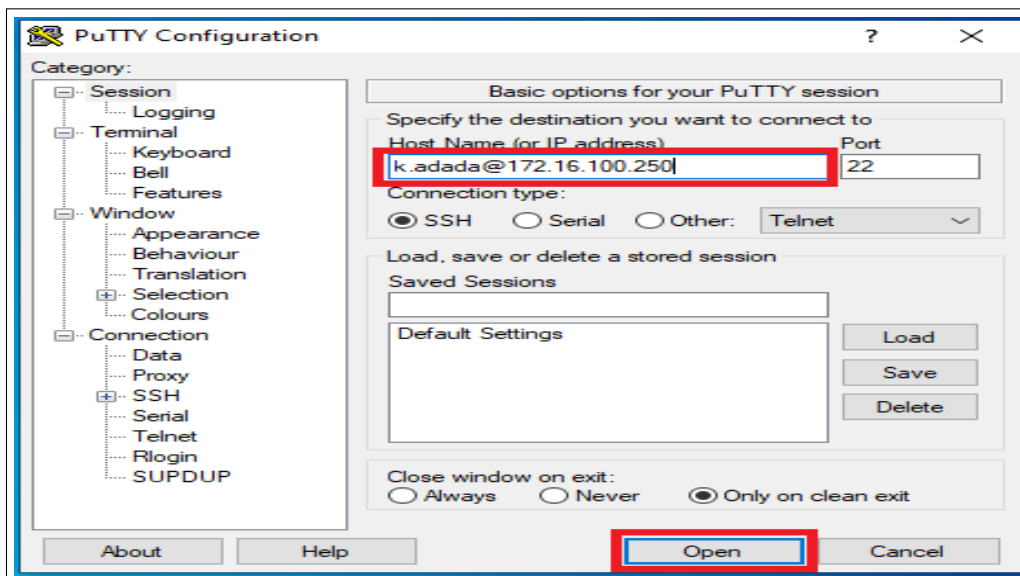 PuTTY Configuration
?
Category:
Session
Logging
Terminal
Keyboard
Bell
Features
Window
Appearance
Behaviour
Translation
Selection
Colours
Connection
Data
Proxy
SSH
Serial
Telnet
Rlogin
SUPDUP
Basic options for your PuTTY session
Specify the destination you want to connect to
Host Name (or IP address) Port
k.adada@172.16.100.250 22
Connection type:
SSH Serial Other: Telnet
Load, save or delete a stored session
Saved Sessions
Default Settings
Load
Save
Delete
Close window on exit:
Always Never Only on clean exit
About Help Open Cancel